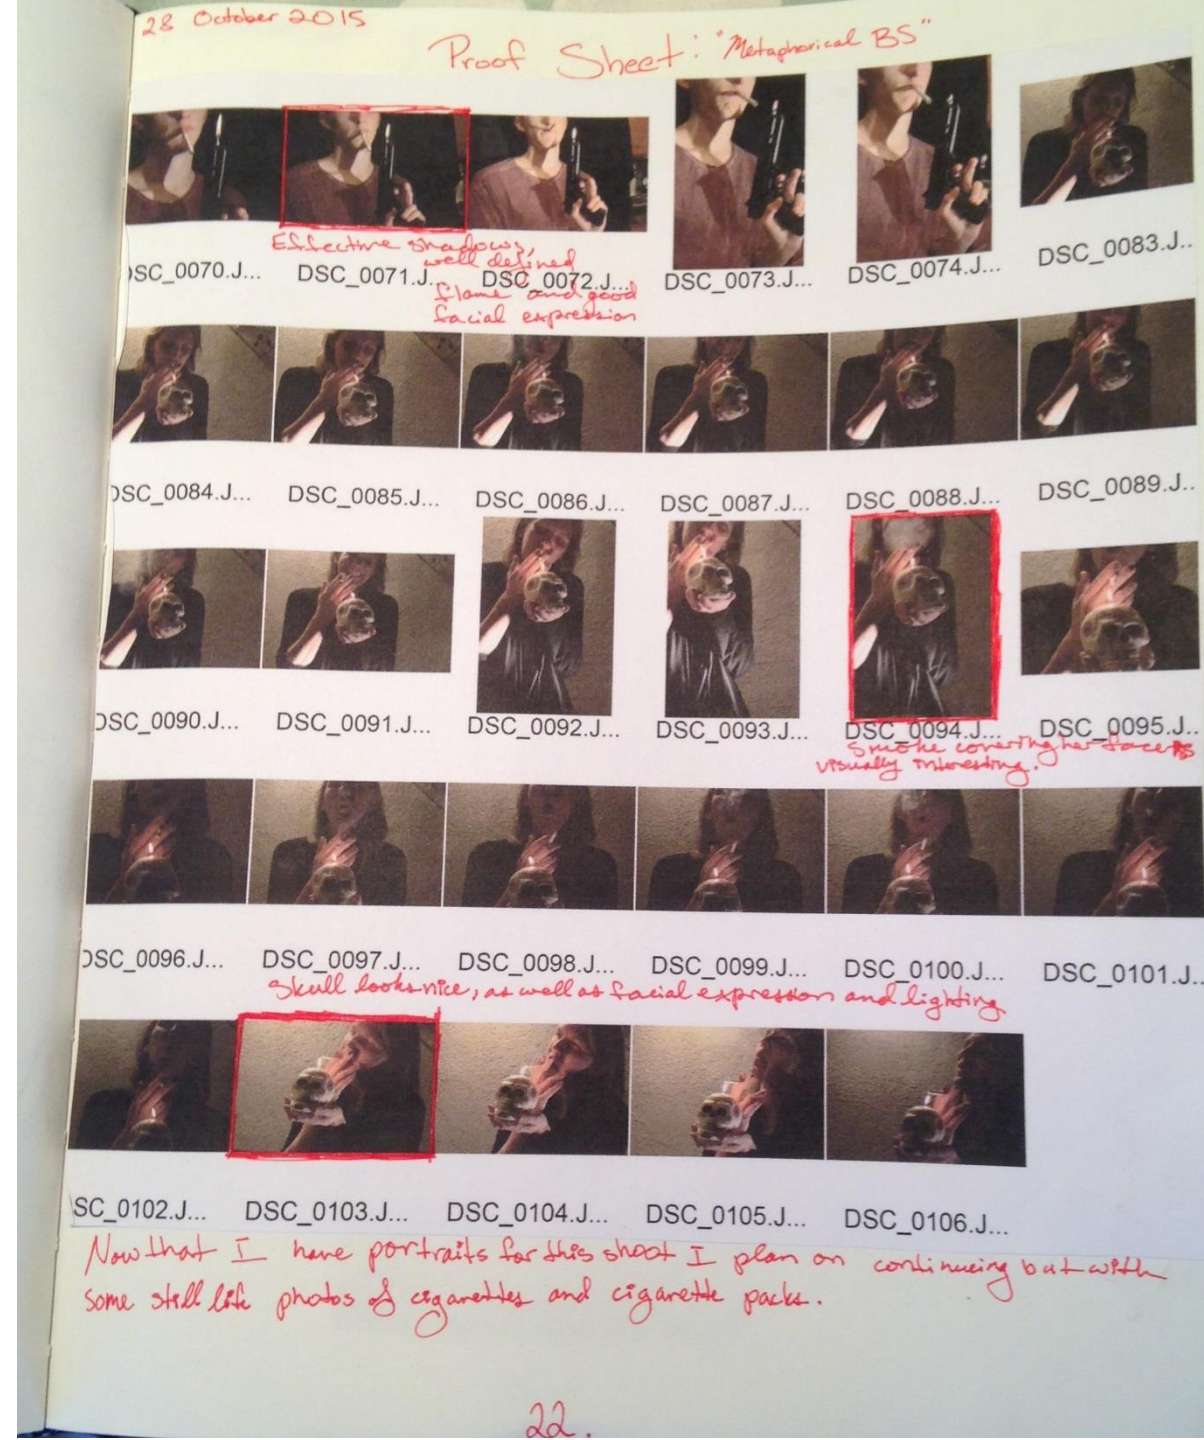 28 October 2015
Proof Sheet: "Metaphorical BS"
Effective shadows,
well defined
flame and good
facial expression
DSC_0070.J... DSC_0071.J.. DSC_0072.J... DSC_0073.J... DSC_0074.J... DSC_0083.J..
DSC_0084.J... DSC_0085.J... DSC_0086.J... DSC_0087.J... DSC_0088.J... DSC_0089.J..
DSC_0090.J... DSC_0091.J... DSC_0092.J... DSC_0093.J... DSC_0094.J... DSC_0095.J..
Smoke covering her face is
visually interesting.
DSC_0096.J... DSC_0097.J... DSC_0098.J... DSC_0099.J... DSC_0100.J... DSC_0101.J..
Skull looks nice, as well as facial expression and lighting
SC_0102.J... DSC_0103.J... DSC_0104.J... DSC_0105.J... DSC_0106.J...
Now that I have portraits for this shoot I plan on continueing but with
some still life photos of cigarettes and cigarette packs.
22.